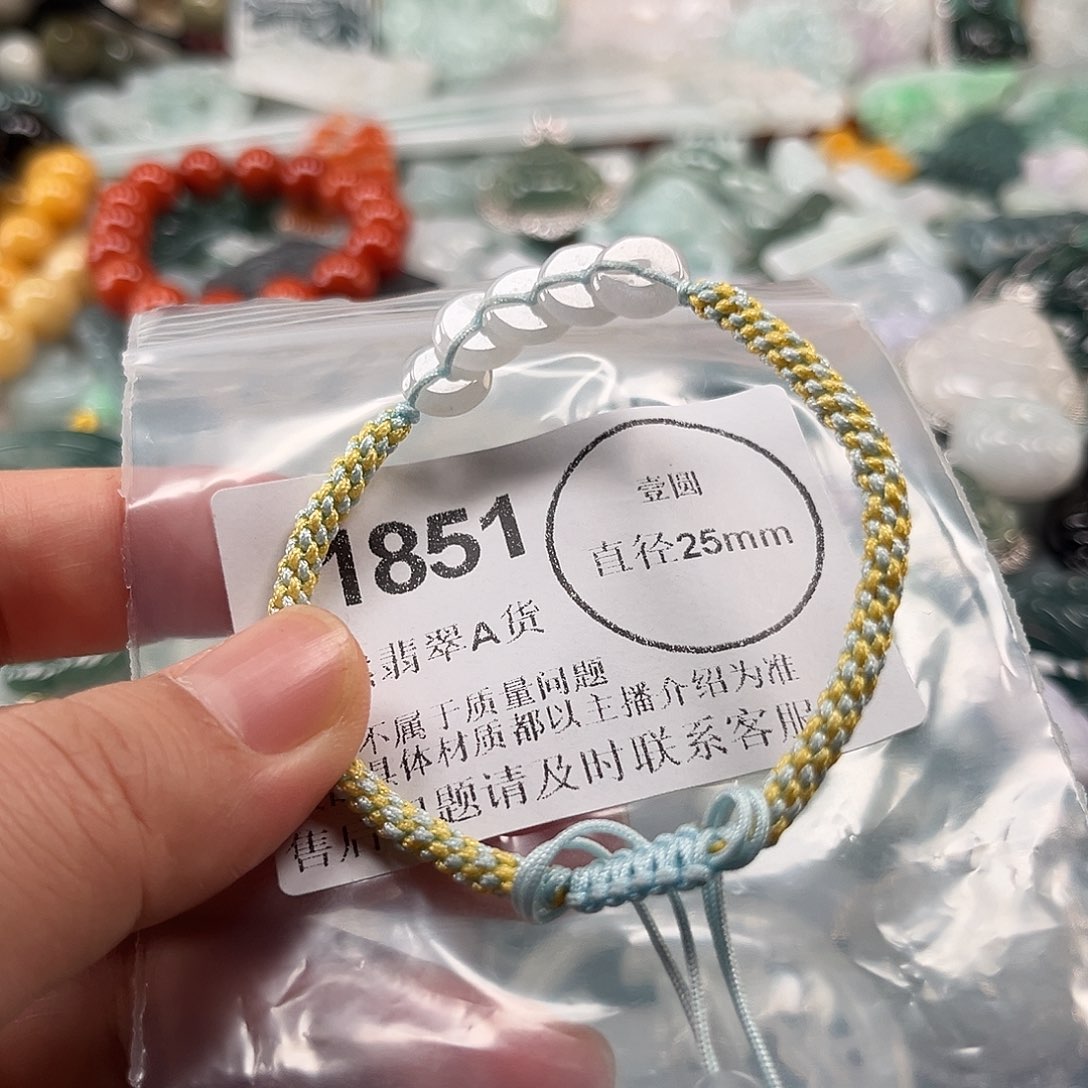 1851
壹圆
直径25mm
翡翠A货
不属于质量问题
具体材质都以主播介绍为准
题请及时联系客服
售后